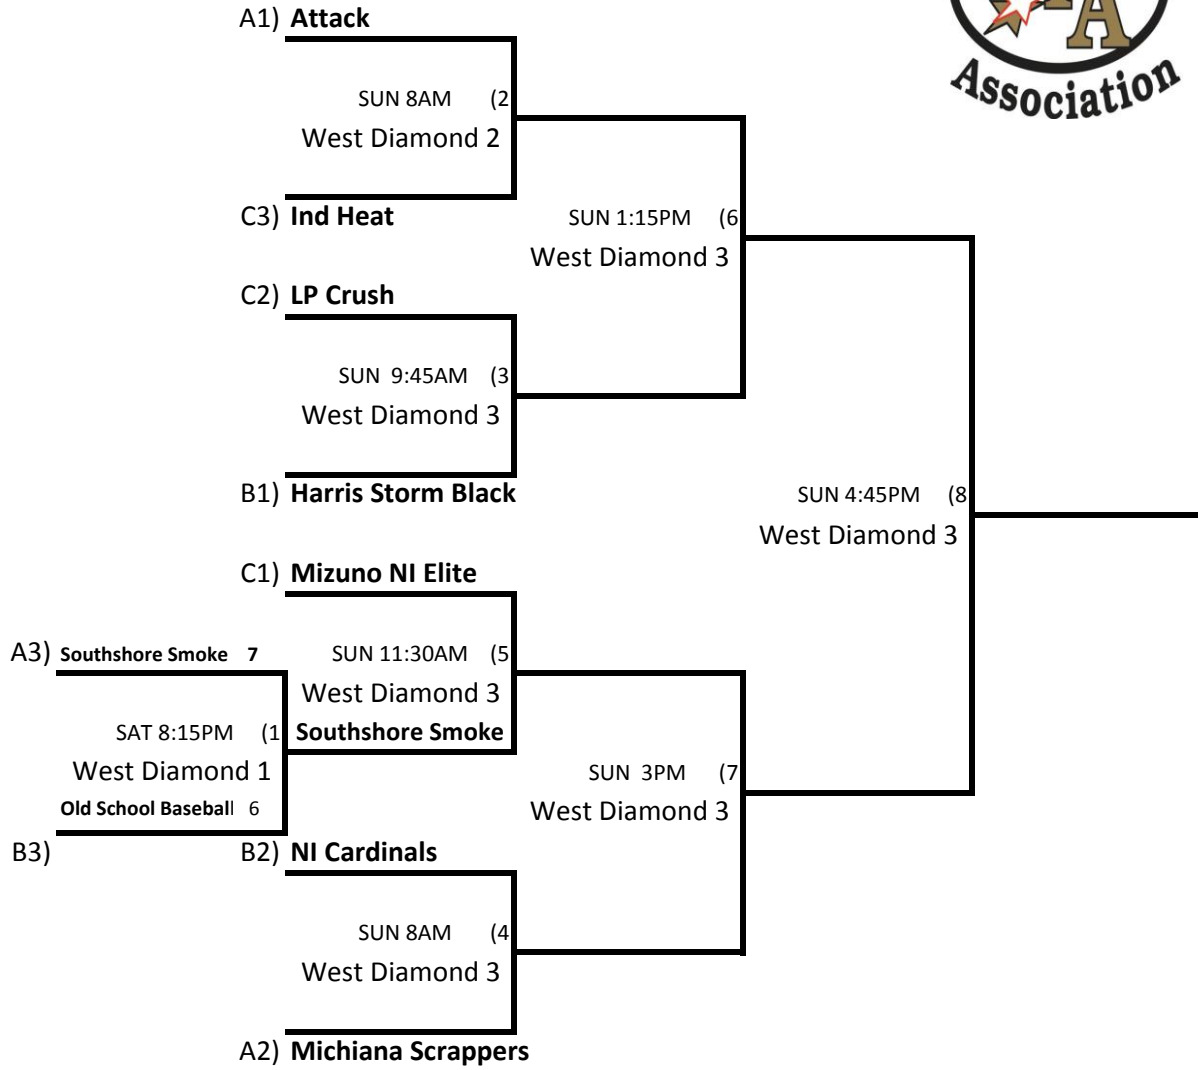 A1) Attack
A
Association
SUN 8AM (2
West Diamond 2
C3) Ind Heat
SUN 1:15PM (6
West Diamond 3
C2) LP Crush
SUN 9:45AM (3
West Diamond 3
B1) Harris Storm Black
SUN 4:45PM (8
West Diamond 3
C1) Mizuno NI Elite
A3) Southshore Smoke 7
SUN 11:30AM (5
West Diamond 3
SAT 8:15PM (1
Southshore Smoke
West Diamond 1
SUN 3PM (7
West Diamond 3
Old School Baseball 6
B3)
B2) NI Cardinals
SUN 8AM (4
West Diamond 3
A2) Michiana Scrappers